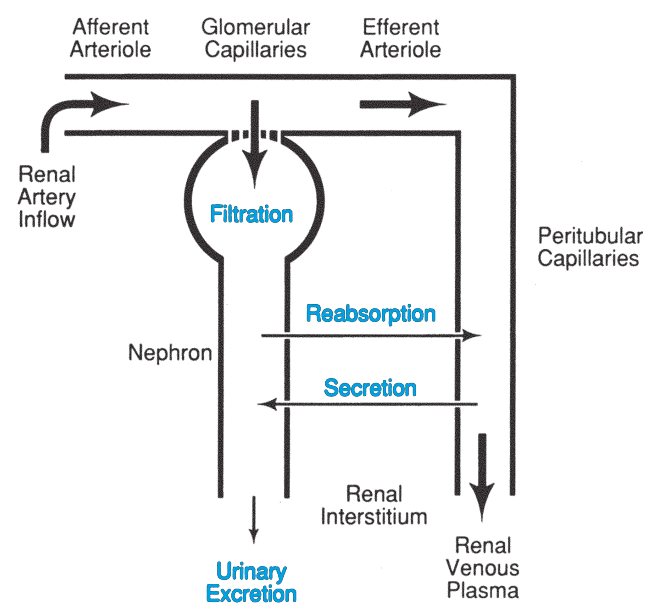 Afferent
Arteriole
Glomerular
Capillaries
Efferent
Arteriole
Renal
Artery
Inflow
Filtration
Peritubular
Capillaries
Reabsorption
Nephron
Secretion
Renal
Interstitium
Urinary
Excretion
Renal
Venous
Plasma